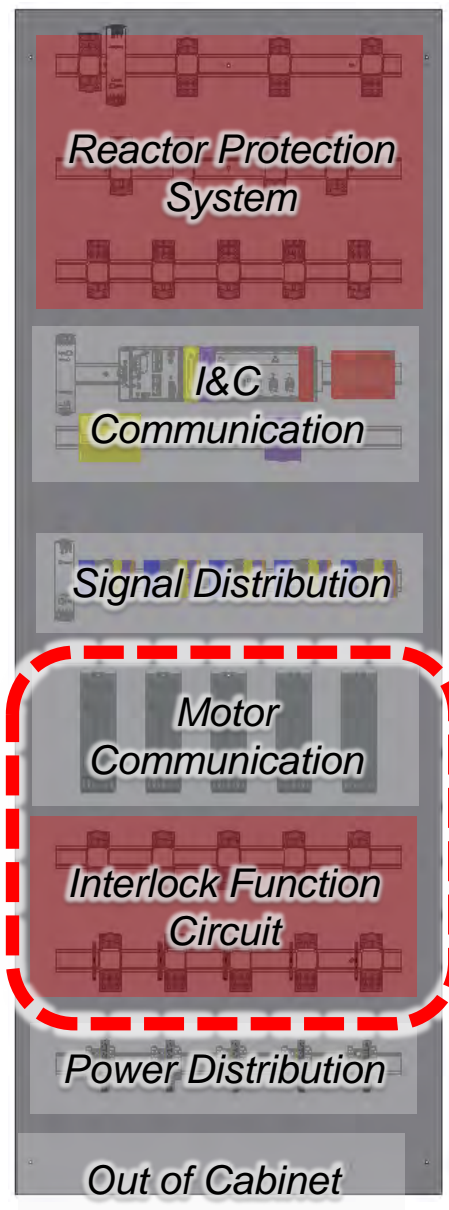 Reactor Protection
System
I&C
Communication
Signal Distribution
Motor
Communication
Interlock Function
Circuit
Power Distribution
Out of Cabinet